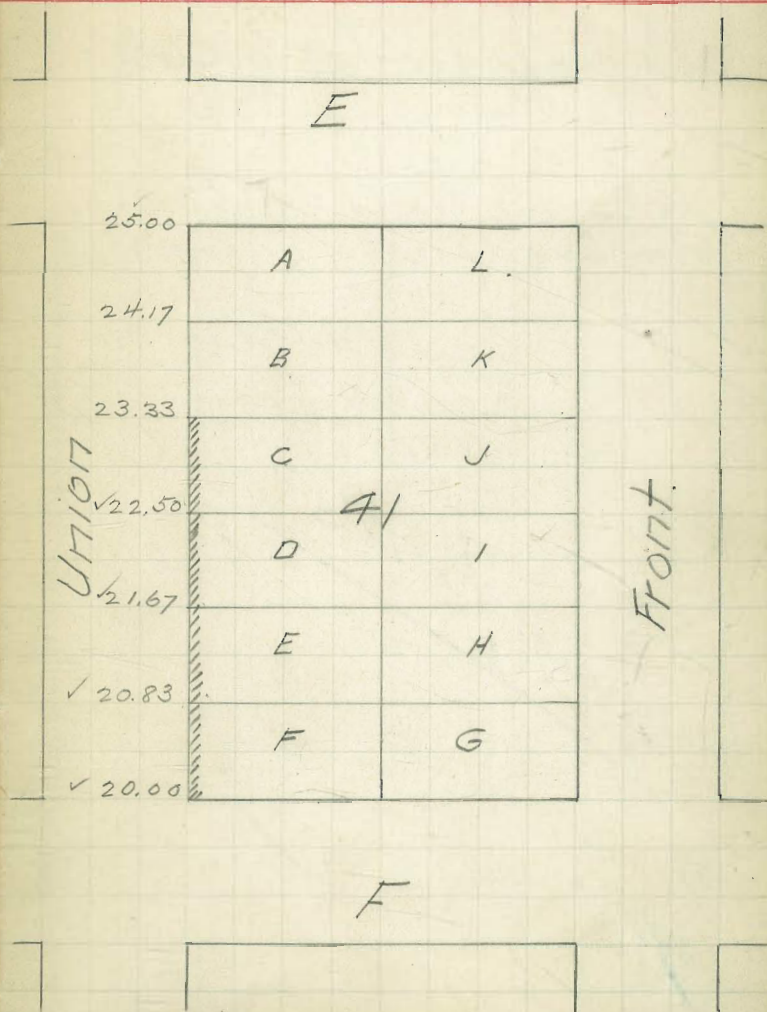 E
✓
25.00
A L.
24.17
B K
23.33
C J
Union
✓22.50
41
Front.
D I
✓21.67
E H
✓ 20.83
F G
✓ 20.00
F